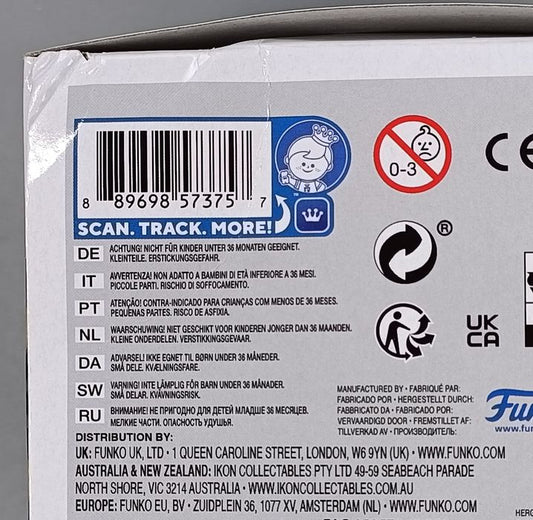 8 89698 57375 7
SCAN. TRACK. MORE!
0-3
CE
®
UK
CA
DE ACHTUNG! NICHT FÜR KINDER UNTER 36 MONATEN GEEIGNET.
KLEINTEILE. ERSTICKUNGSGEFAHR.
IT AVVERTENZA! NON ADATTO A BAMBINI DI ETÀ INFERIORE A 36 MESI.
PICCOLE PARTI. RISCHIO DI SOFFOCAMENTO.
PT ATENÇÃO! CONTRA-INDICADO PARA CRIANÇAS COM MENOS DE 36 MESES.
PEQUENAS PARTES. RISCO DE ASFIXIA.
NL WAARSCHUWING! NIET GESCHIKT VOOR KINDEREN JONGER DAN 36 MAANDEN.
KLEINE ONDERDELEN. VERSTIKKINGSGEVAAR.
DA ADVARSEL! IKKE EGNET TIL BØRN UNDER 36 MÅNEDER.
SMÅ DELE. KVÆLNINGSFARE.
SW VARNING! INTE LÄMPLIG FÖR BARN UNDER 36 MÅNADER.
SMÅ DELAR. KVÄVNINGSRISK.
RU ВНИМАНИЕ! НЕ ПРИГОДНО ДЛЯ ДЕТЕЙ МЛАДШЕ 36 МЕСЯЦЕВ.
МЕЛКИЕ ЧАСТИ. ОПАСНОСТЬ УДУШЬЯ.
MANUFACTURED BY • FABRIQUÉ PAR:
FABRICADO POR • HERGESTELLT DURCH:
FABBRICATO DA • FABRICADO POR:
VERVAARDIGD DOOR • FREMSTILLET AF:
TILLVERKAD AV • ПРОИЗВОДИТЕЛЬ:
Fun
www.fun
DISTRIBUTION BY:
UK: FUNKO UK, LTD • 1 QUEEN CAROLINE STREET, LONDON, W6 9YN (UK) • WWW.FUNKO.COM
AUSTRALIA & NEW ZEALAND: IKON COLLECTABLES PTY LTD 49-59 SEABEACH PARADE
NORTH SHORE, VIC 3214 AUSTRALIA • WWW.IKONCOLLECTABLES.COM.AU
EUROPE: FUNKO EU, BV • ZUIDPLEIN 36, 1077 XV, AMSTERDAM (NL) • WWW.FUNKO.COM
HERG